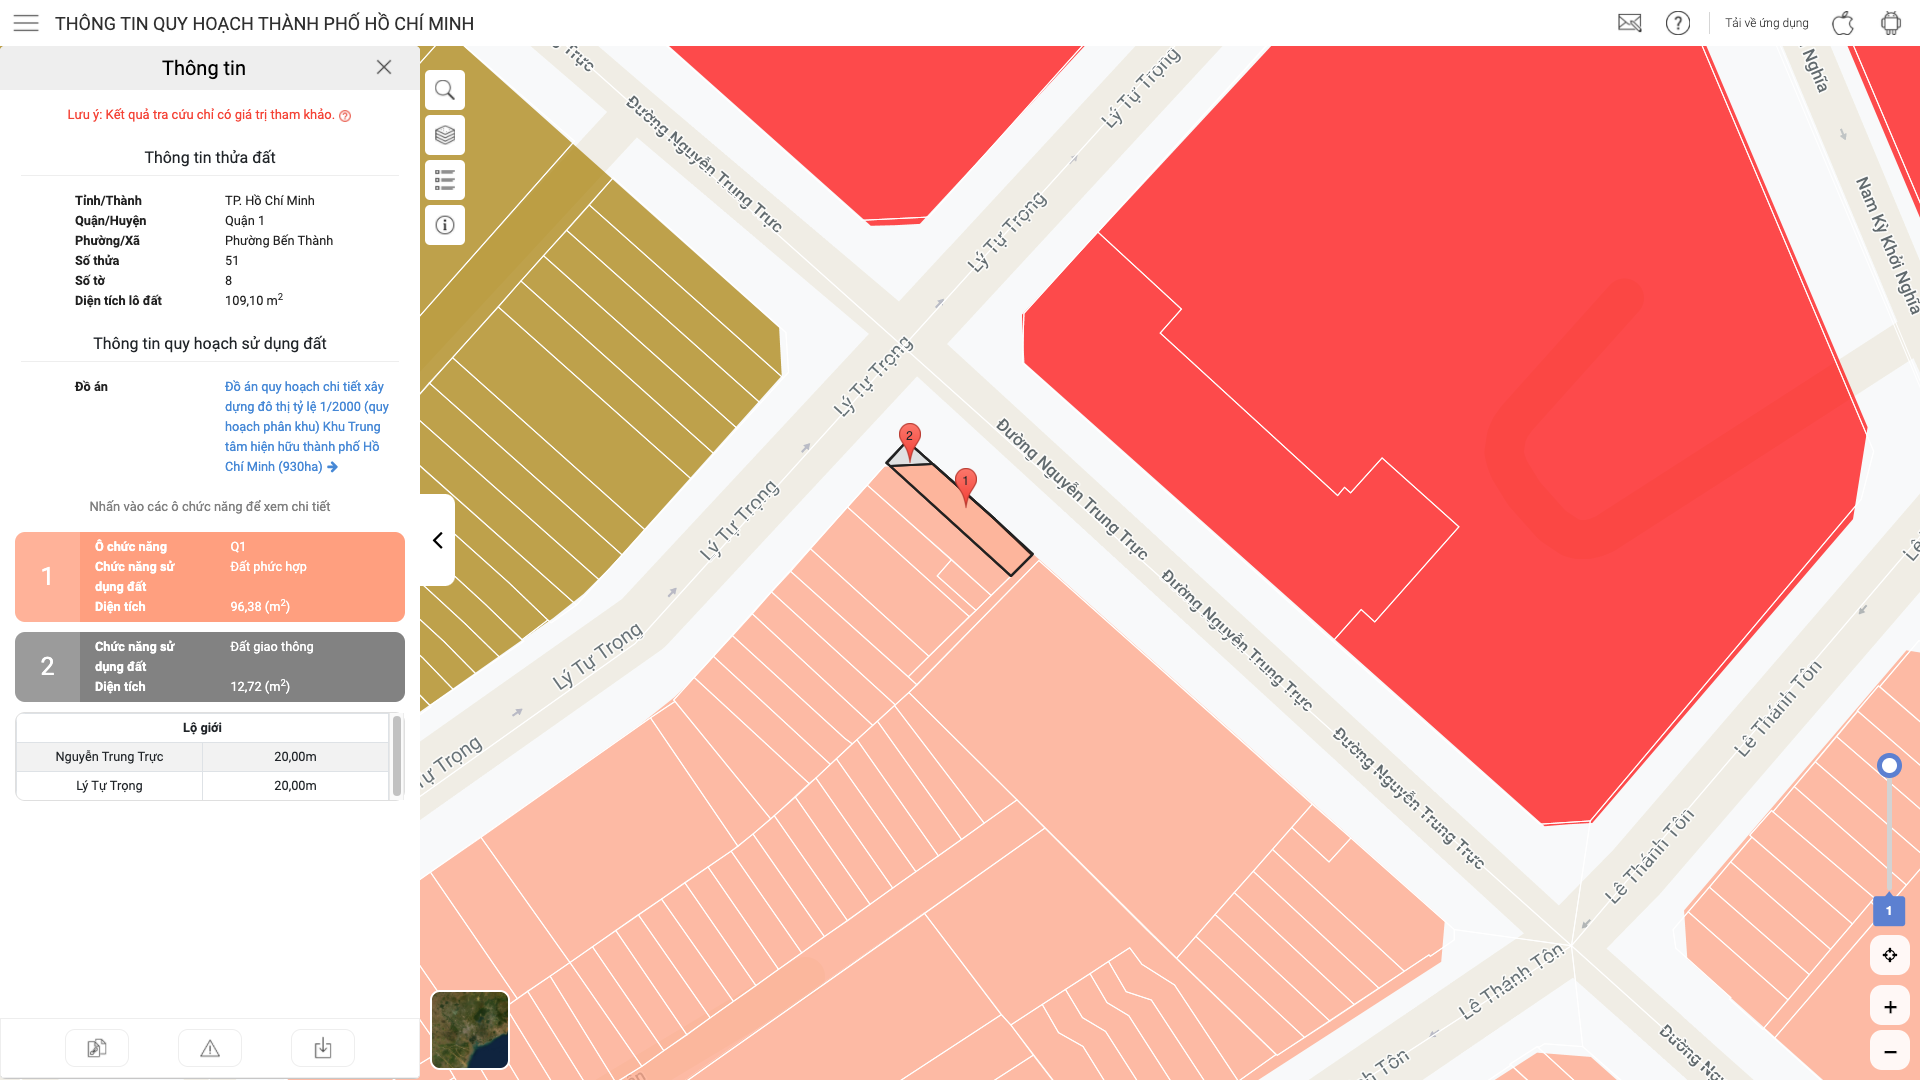 THÔNG TIN QUY HOẠCH THÀNH PHỐ HỒ CHÍ MINH
Tải về ứng dụng
Thông tin
Lưu ý: Kết quả tra cứu chỉ có giá trị tham khảo.
Thông tin thửa đất
Tỉnh/Thành TP. Hồ Chí Minh
Quận/Huyện Quận 1
Phường/Xã Phường Bến Thành
Số thửa 51
Số tờ 8
Diện tích lô đất 109,10 m2
Thông tin quy hoạch sử dụng đất
Đồ án Đồ án quy hoạch chi tiết xây
dựng đô thị tỷ lệ 1/2000 (quy
hoạch phân khu) Khu Trung
tâm hiện hữu thành phố Hồ
Chí Minh (930ha)
Nhấn vào các ô chức năng để xem chi tiết
1
Ô chức năng Q1
Chức năng sử Đất phức hợp
dụng đất
Diện tích 96,38 (m2)
2
Chức năng sử Đất giao thông
dụng đất
Diện tích 12,72 (m2)
Lộ giới
Nguyễn Trung Trực 20,00m
Lý Tự Trọng 20,00m
Trực
Đường Nguyễn Trung Trực
Lý Tự Trọng
Lý Tự Trọng
Lý Tự Trọng
Lý Tự Trọng
Lý Tự Trọng
Tự Trọng
2
1
Đường Nguyễn Trung Trực
Đường Nguyễn Trung Trực
Đường Nguyễn Trung Trực
Đường
Nghĩa
Nam Kỳ Khởi Nghĩa
Lê
Lê Thánh Tôn
Lê Thánh Tôn
Lê Thánh Tôn
Tôn
1
+
−